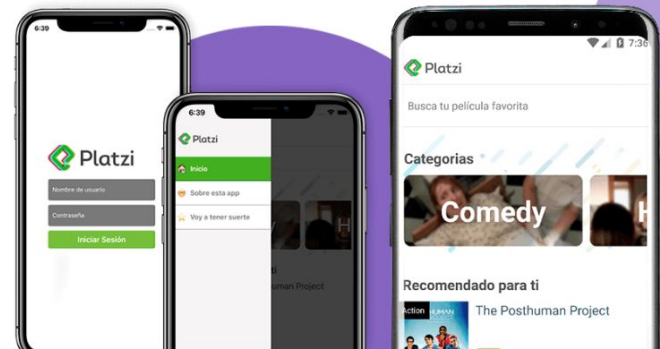 6:39
Platzi
Nombre de usuario
Contraseña
Iniciar Sesión
6:39
Platzi
Inicio
Sobre esta app
Voy a tener suerte
H
ti
uman Project
7:36
Platzi
Busca tu película favorita
Categorias
Comedy
H
Recomendado para ti
Action
HUMAN
The Posthuman Project